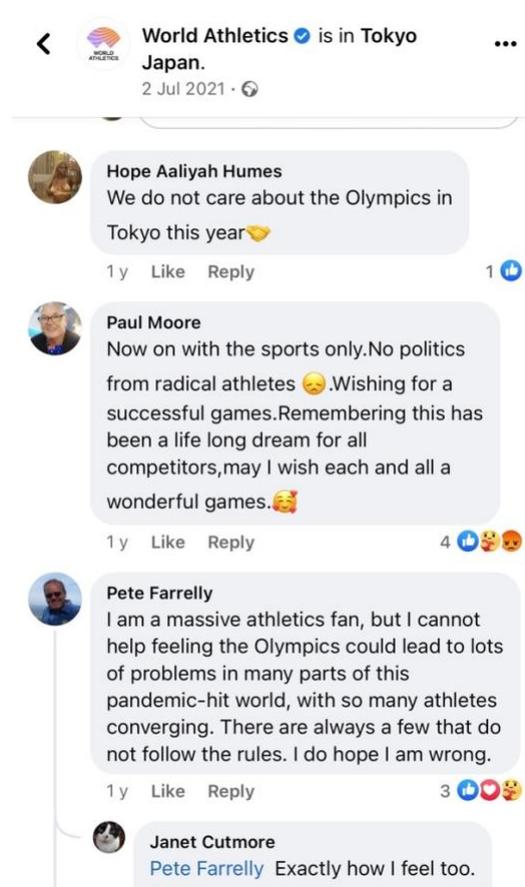 World Athletics is in Tokyo
Japan.
2 Jul 2021 ·
WORLD
ATHLETICS
Hope Aaliyah Humes
We do not care about the Olympics in
Tokyo this year🤝
1 y Like Reply 1
Paul Moore
Now on with the sports only.No politics
from radical athletes 😞.Wishing for a
successful games.Remembering this has
been a life long dream for all
competitors,may I wish each and all a
wonderful games.🥰
1 y Like Reply 4
Pete Farrelly
I am a massive athletics fan, but I cannot
help feeling the Olympics could lead to lots
of problems in many parts of this
pandemic-hit world, with so many athletes
converging. There are always a few that do
not follow the rules. I do hope I am wrong.
1 y Like Reply 3
Janet Cutmore
Pete Farrelly Exactly how I feel too.